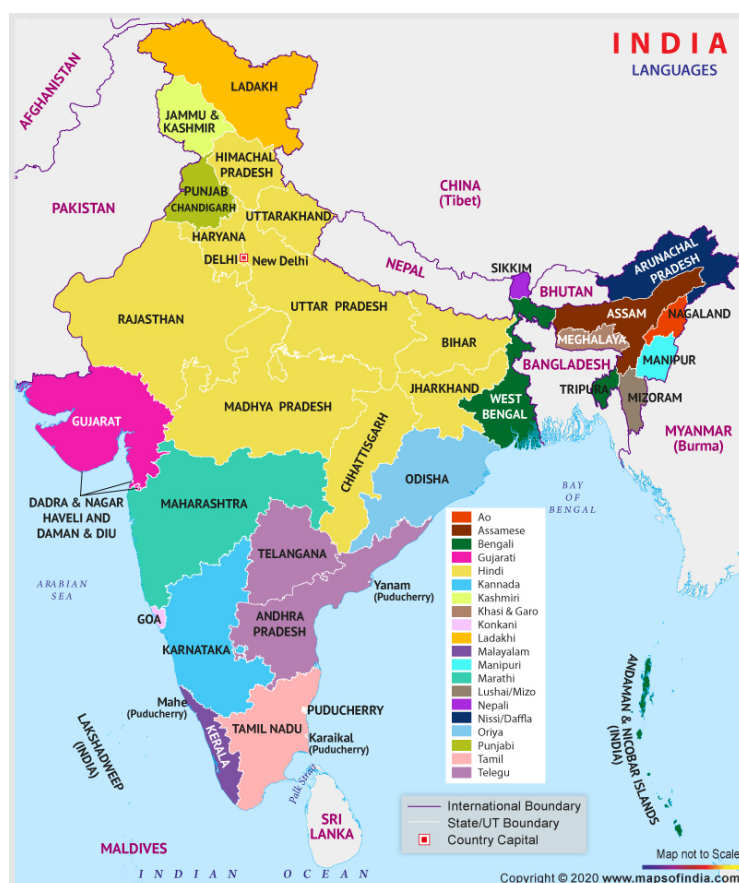 INDIA
LANGUAGES
AFGHANISTAN
LADAKH
JAMMU &
KASHMIR
HIMACHAL
PRADESH
PUNJAB
CHANDIGARH
UTTARAKHAND
PAKISTAN
CHINA
(Tibet)
HARYANA
DELHI
New Delhi
NEPAL
SIKKIM
BHUTAN
ARUNACHAL
PRADESH
RAJASTHAN
UTTAR PRADESH
BIHAR
ASSAM
NAGALAND
MEGHALAYA
MANIPUR
BANGLADESH
TRIPURA
MIZORAM
JHARKHAND
WEST
BENGAL
GUJARAT
MADHYA PRADESH
CHHATTISGARH
MYANMAR
(Burma)
ODISHA
DADRA & NAGAR
HAVELI AND
DAMAN & DIU
MAHARASHTRA
BAY
OF
BENGAL
TELANGANA
ARABIAN
SEA
Yanam
(Puducherry)
GOA
ANDHRA
PRADESH
KARNATAKA
Mahe
(Puducherry)
PUDUCHERRY
TAMIL NADU
Karaikal
(Puducherry)
KERALA
LAKSHADWEEP
(INDIA)
Palk Strait
SRI
LANKA
MALDIVES
INDIAN OCEAN
ANDAMAN & NICOBAR ISLANDS
(INDIA)
Ao
Assamese
Bengali
Gujarati
Hindi
Kannada
Kashmiri
Khasi & Garo
Konkani
Ladakhi
Malayalam
Manipuri
Marathi
Lushai/Mizo
Nepali
Nissi/Daffla
Oriya
Punjabi
Tamil
Telegu
International Boundary
State/UT Boundary
Country Capital
Map not to Scale
Copyright © 2020 www.mapsofindia.com